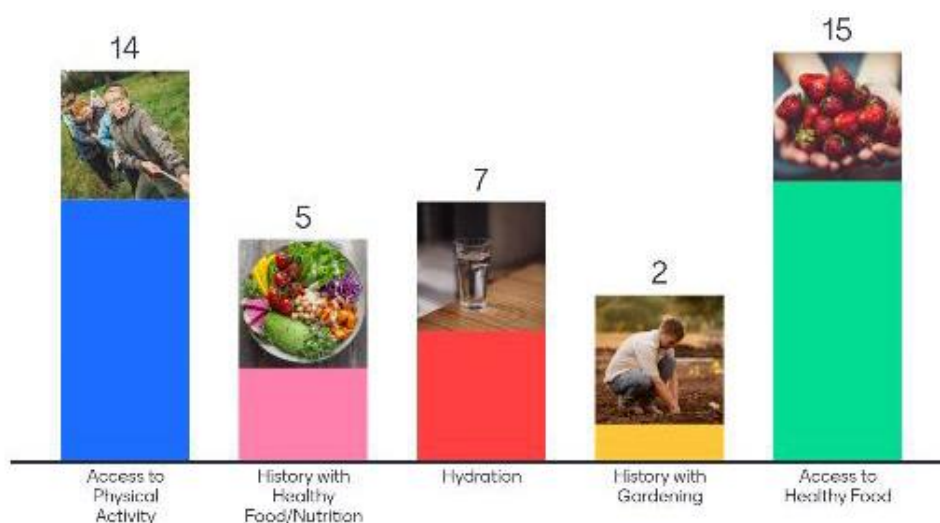 14
5
7
2
15
Access to
Physical
Activity
History with
Healthy
Food/Nutrition
Hydration
History with
Gardening
Access to
Healthy Food